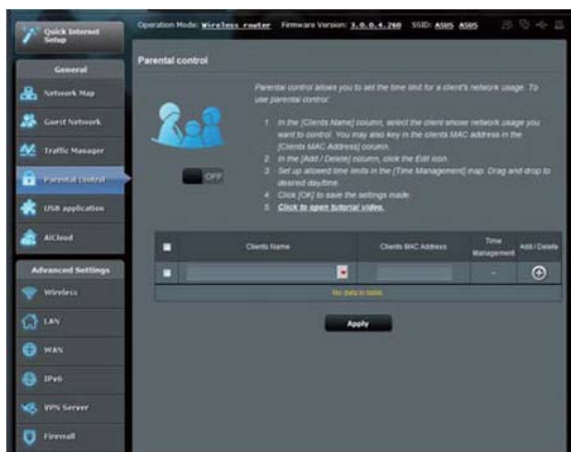 Quick Internet
Setup
Operation Mode: Wireless router Firmware Version: 3.0.0.4.260 SSID: ASUS ASUS
General
Network Map
Guest Network
Traffic Manager
Parental control
USB application
AiCloud
Advanced Settings
Wireless
LAN
WAN
IPv6
VPN Server
Firewall
Parental control
Parental control allows you to set the time limit for a client's network usage. To
use parental control:
1. In the [Clients Name] column, select the client whose network usage you
want to control. You may also key in the clients MAC address in the
[Clients MAC Address] column.
2. In the [Add / Delete] column, click the Edit icon.
3. Set up allowed time limits in the [Time Management] map. Drag and drop to
desired day/time.
4. Click [OK] to save the settings made.
5. Click to open tutorial video.
OFF
Clients Name Clients MAC Address Time
Management Add / Delete
--
No data in table.
Apply